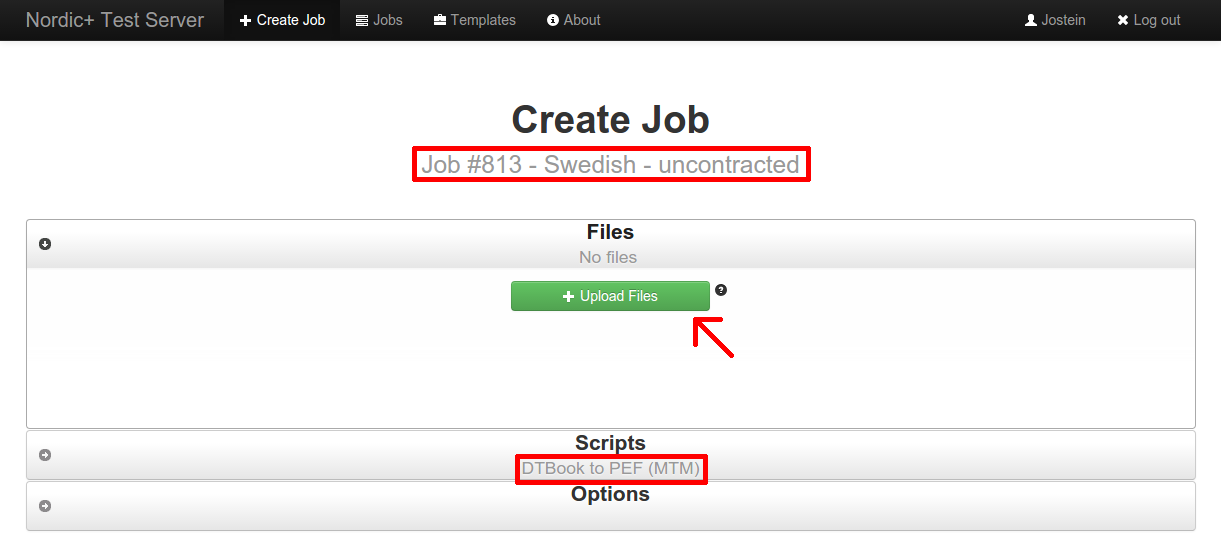 Nordic+ Test Server Create Job Jobs Templates About Jostein Log out
Create Job
Job #813 - Swedish - uncontracted
Files
No files
Upload Files
Scripts
DTBook to PEF (MTM)
Options